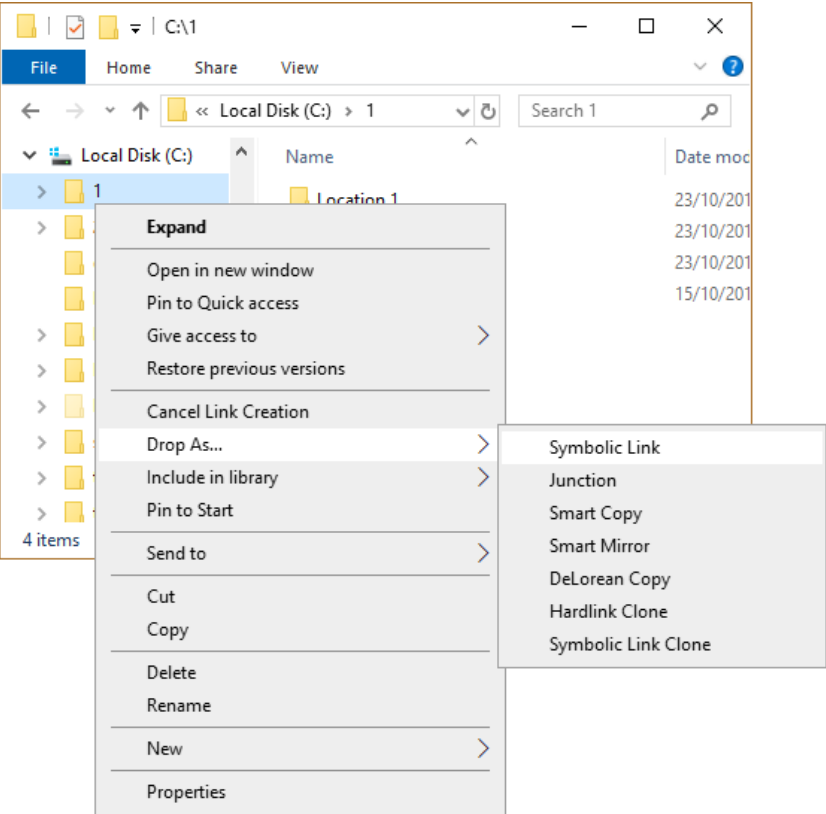 C:\1
File Home Share View
« Local Disk (C:) > 1
Search 1
Local Disk (C:)
1
Name
Date mod
Location 1
23/10/201
23/10/201
23/10/201
15/10/201
4 items
Expand
Open in new window
Pin to Quick access
Give access to
Restore previous versions
Cancel Link Creation
Drop As...
Include in library
Pin to Start
Send to
Cut
Copy
Delete
Rename
New
Properties
Symbolic Link
Junction
Smart Copy
Smart Mirror
DeLorean Copy
Hardlink Clone
Symbolic Link Clone